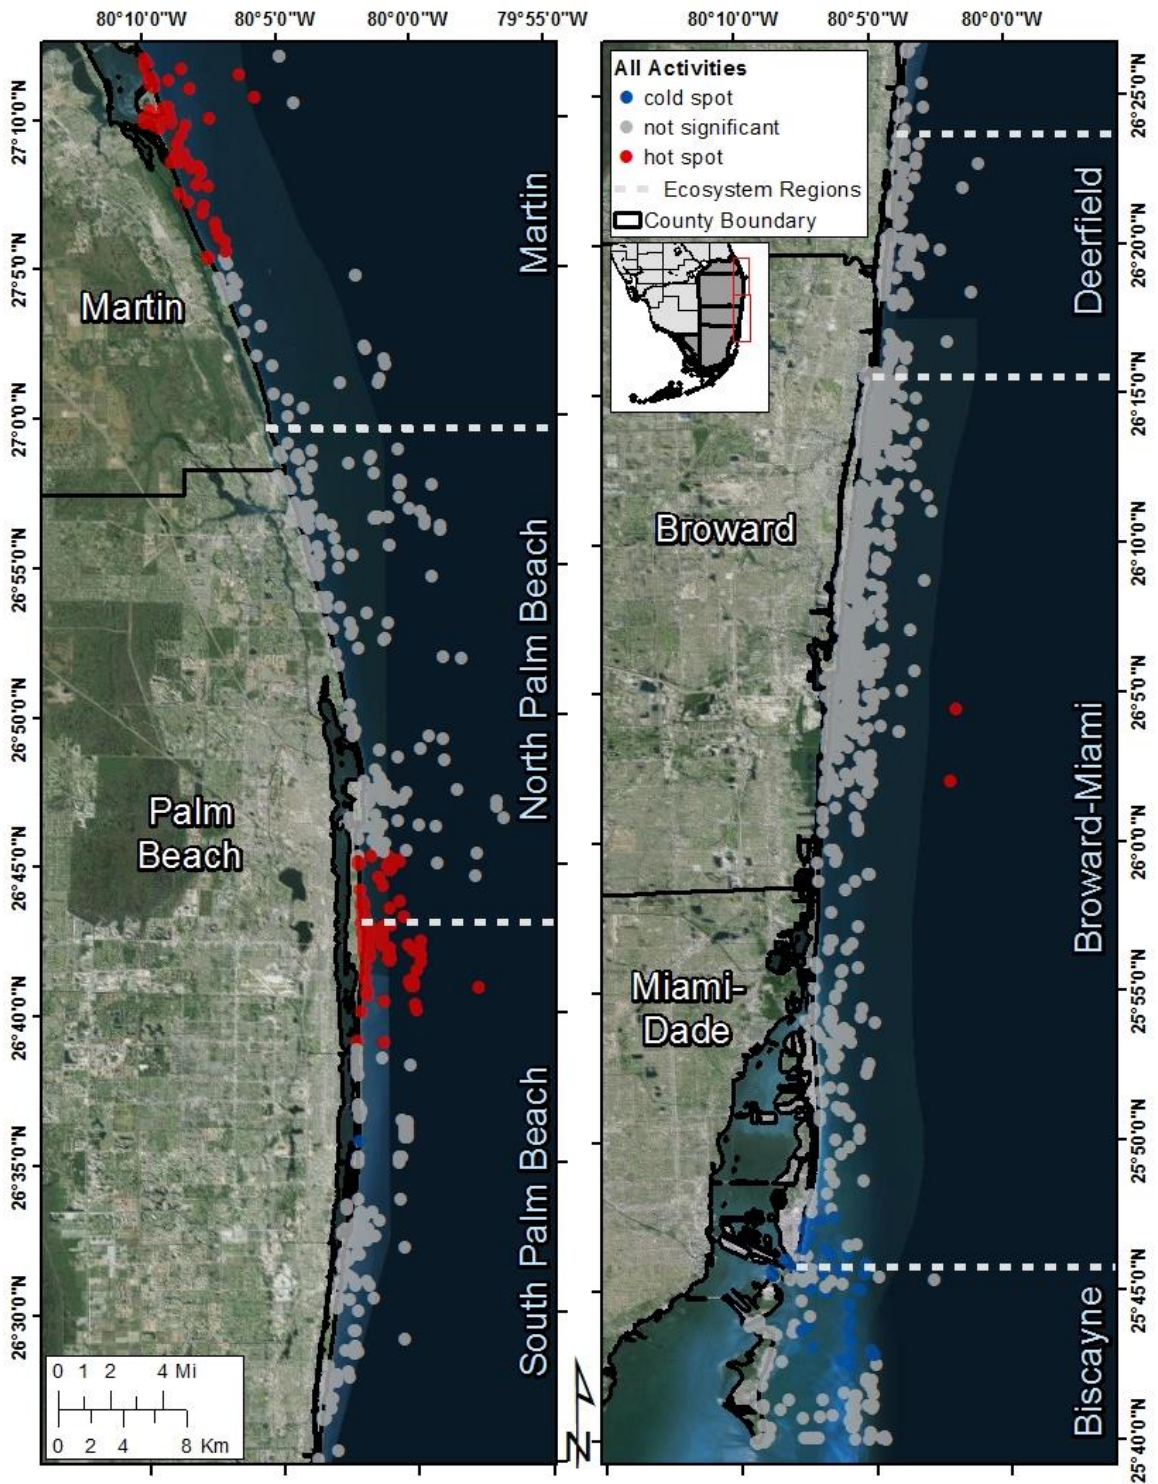 80°10'0"W 80°5'0"W 80°0'0"W 79°55'0"W
80°10'0"W 80°5'0"W 80°0'0"W
27°10'0"N
27°5'0"N
27°0'0"N
26°55'0"N
26°50'0"N
26°45'0"N
26°40'0"N
26°35'0"N
26°30'0"N
Martin
Palm
Beach
Martin
North Palm Beach
South Palm Beach
0 1 2 4 Mi
0 2 4 8 Km
N
All Activities
cold spot
not significant
hot spot
Ecosystem Regions
County Boundary
Broward
Miami-
Dade
Deerfield
Broward-Miami
Biscayne
26°25'0"N
26°20'0"N
26°15'0"N
26°10'0"N
26°5'0"N
26°0'0"N
25°55'0"N
25°50'0"N
25°45'0"N
25°40'0"N